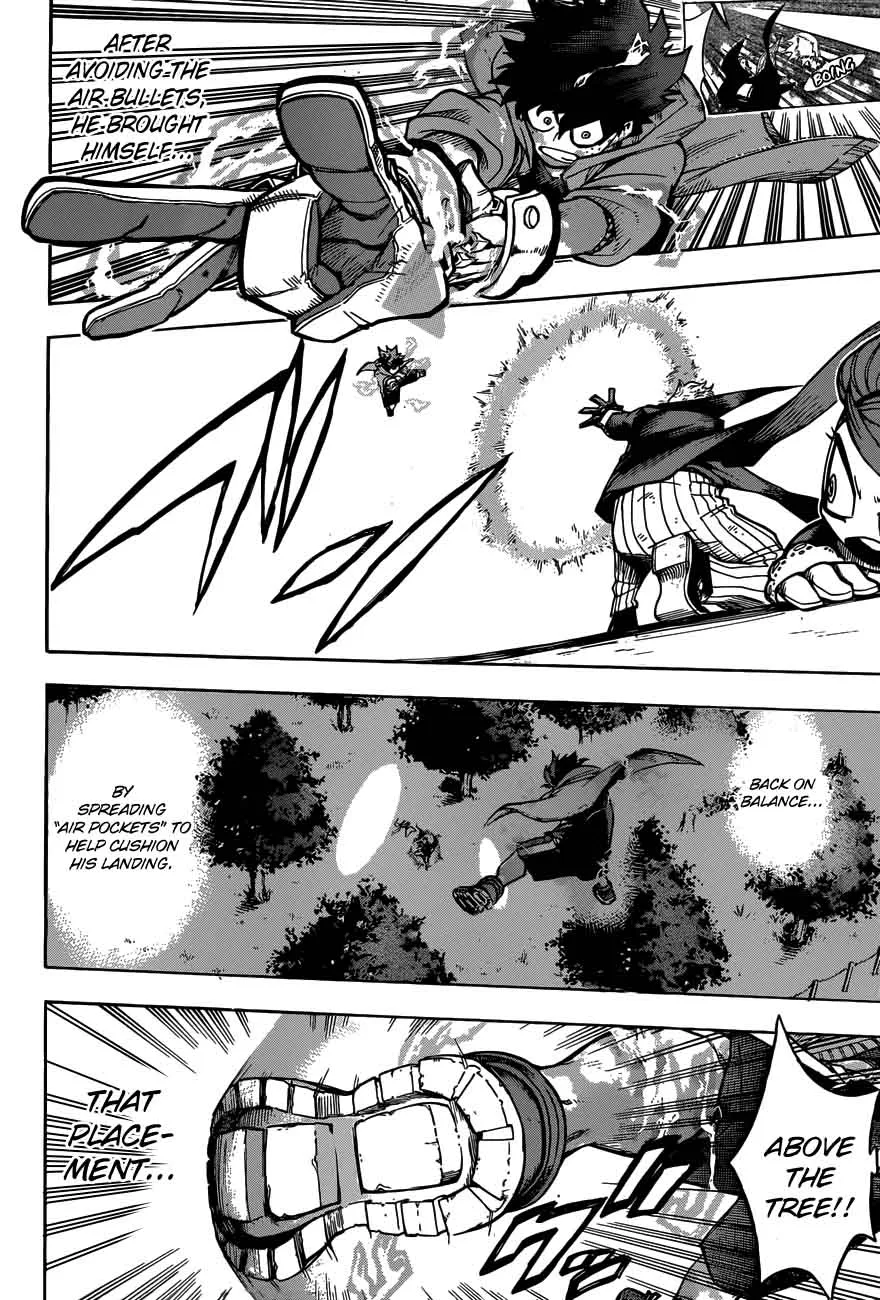 BOING
AFTER
AVOIDING THE
AIR BULLETS,
HE BROUGHT
HIMSELF...
BACK ON
BALANCE...
BY
SPREADING
"AIR POCKETS" TO
HELP CUSHION
HIS LANDING.
ABOVE
THE
TREE!!
THAT
PLACE-
MENT...